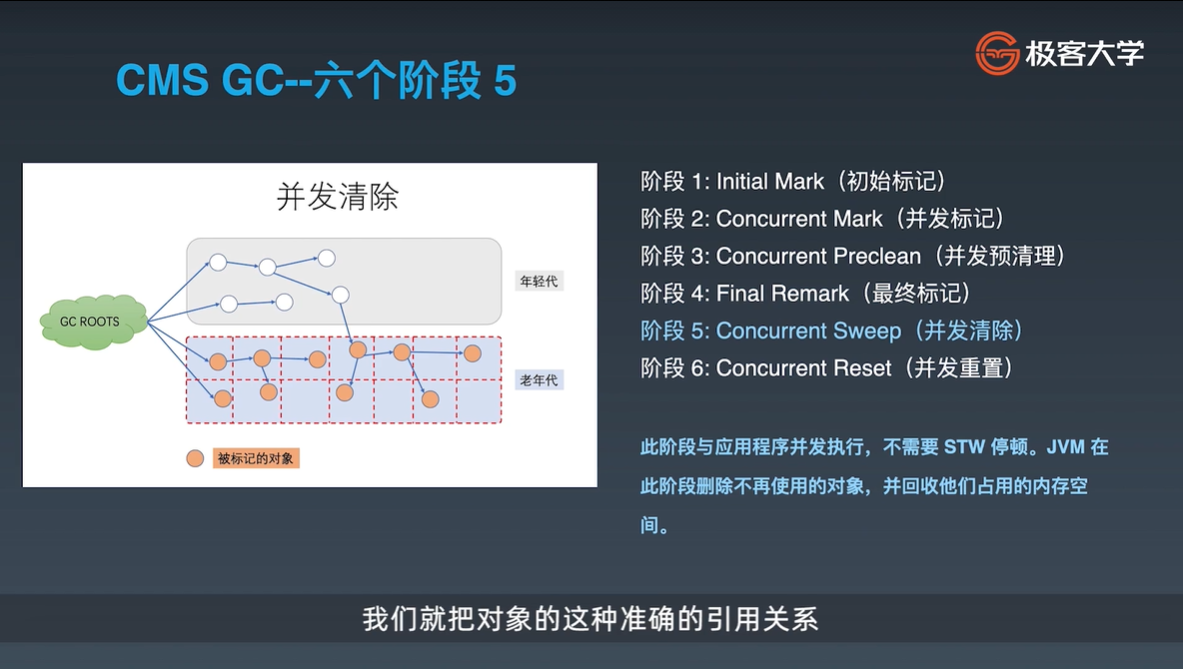 极客大学
CMS GC--六个阶段 5
并发清除
年轻代
GC ROOTS
老年代
被标记的对象
阶段 1: Initial Mark（初始标记）
阶段 2: Concurrent Mark（并发标记）
阶段 3: Concurrent Preclean（并发预清理）
阶段 4: Final Remark（最终标记）
阶段 5: Concurrent Sweep（并发清除）
阶段 6: Concurrent Reset（并发重置）
此阶段与应用程序并发执行，不需要 STW 停顿。JVM 在
此阶段删除不再使用的对象，并回收他们占用的内存空
间。
我们就把对象的这种准确的引用关系